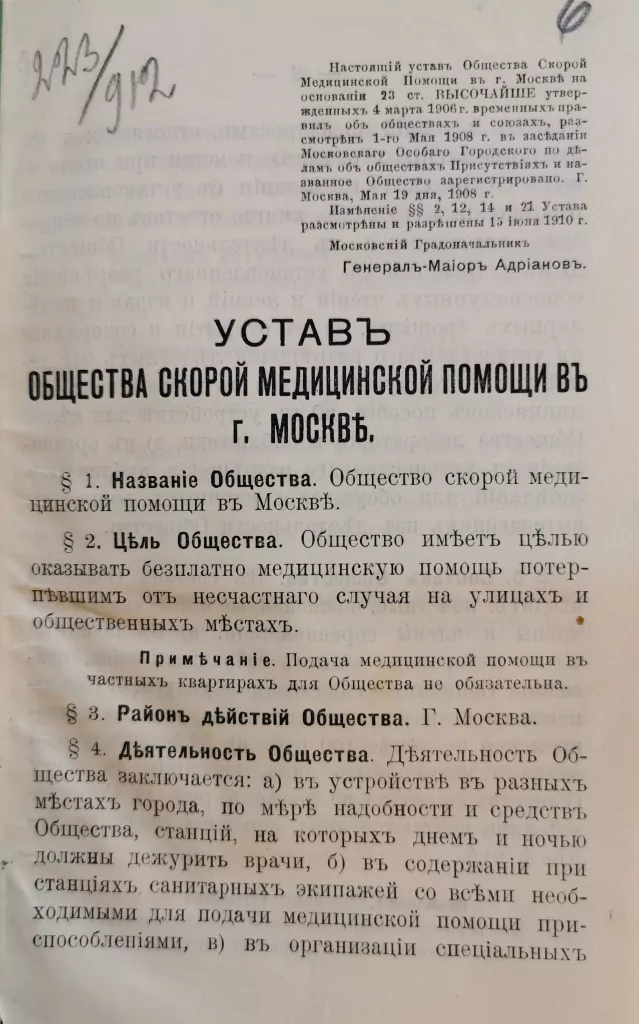 223/912
6
Настоящій уставъ Общества Скорой
Медицинской Помощи въ г. Москвѣ на
основаніи 23 ст. ВЫСОЧАЙШЕ утвер-
жденныхъ 4 марта 1906 г. временныхъ пра-
вилъ объ обществахъ и союзахъ, раз-
смотрѣнъ 1-го Мая 1908 г. въ засѣданіи
Московскаго Особаго Городского по дѣ-
ламъ объ обществахъ Присутствіяхъ и на-
званное Общество зарегистрировано. Г.
Москва, Мая 19 дня, 1908 г.
Измѣненіе §§ 2, 12, 14 и 21 Устава
разсмотрѣны и разрѣшены 15 іюня 1910 г.
Московскій Градоначальникъ
Генералъ-Маіоръ Адріановъ.
УСТАВЪ
ОБЩЕСТВА СКОРОЙ МЕДИЦИНСКОЙ ПОМОЩИ ВЪ
г. МОСКВѢ.
§ 1. Названіе Общества. Общество скорой меди-
цинской помощи въ Москвѣ.
§ 2. Цѣль Общества. Общество имѣетъ цѣлью
оказывать безплатно медицинскую помощь потер-
пѣвшимъ отъ несчастнаго случая на улицахъ и
общественныхъ мѣстахъ.
Примѣчаніе. Подача медицинской помощи въ
частныхъ квартирахъ для Общества не обязательна.
§ 3. Районъ дѣйствій Общества. Г. Москва.
§ 4. Дѣятельность Общества. Дѣятельность Об-
щества заключается: а) въ устройствѣ въ разныхъ
мѣстахъ города, по мѣрѣ надобности и средствъ
Общества, станцій, на которыхъ днемъ и ночью
должны дежурить врачи, б) въ содержаніи при
станціяхъ санитарныхъ экипажей со всѣми необ-
ходимыми для подачи медицинской помощи при-
способленіями, в) въ организаціи спеціальныхъ